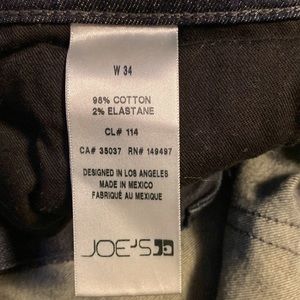 W 34
98% COTTON
2% ELASTANE
CL# 114
CA# 35037 RN# 149497
DESIGNED IN LOS ANGELES
MADE IN MEXICO
FABRIQUÉ AU MEXIQUE
JOE'S